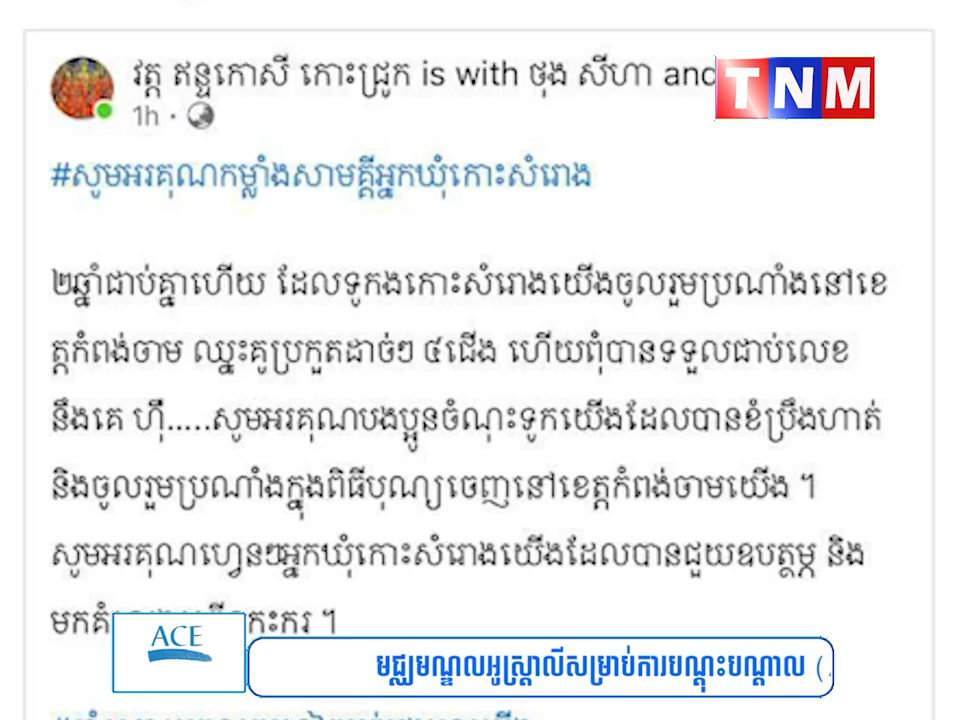 វត្ត ឥន្ទកោសី កោះជ្រូក is with ថុង សីហា and
TNM
1h ·
#សូមអរគុណកម្លាំងសាមគ្គីអ្នកឃុំកោះសំរោង
២ឆ្នាំជាប់គ្នាហើយ ដែលទូកងកោះសំរោងយើងចូលរួមប្រណាំងនៅខេ
ត្តកំពង់ចាម ឈ្នះគូប្រកួតដាច់ៗ ៤ជើង ហើយពុំបានទទួលជាប់លេខ
នឹងគេ ហ៊ឺ.....សូមអរគុណបងប្អូនចំណុះទូកយើងដែលបានខំប្រឹងហាត់
និងចូលរួមប្រណាំងក្នុងពិធីបុណ្យចេញនៅខេត្តកំពង់ចាមយើង ។
សូមអរគុណហ្វេនៗអ្នកឃុំកោះសំរោងយើងដែលបានជួយឧបត្ថម្ភ និង
មកគាំ
ACE
មជ្ឈមណ្ឌលអូស្ត្រាលីសម្រាប់ការបណ្តុះបណ្តាល (